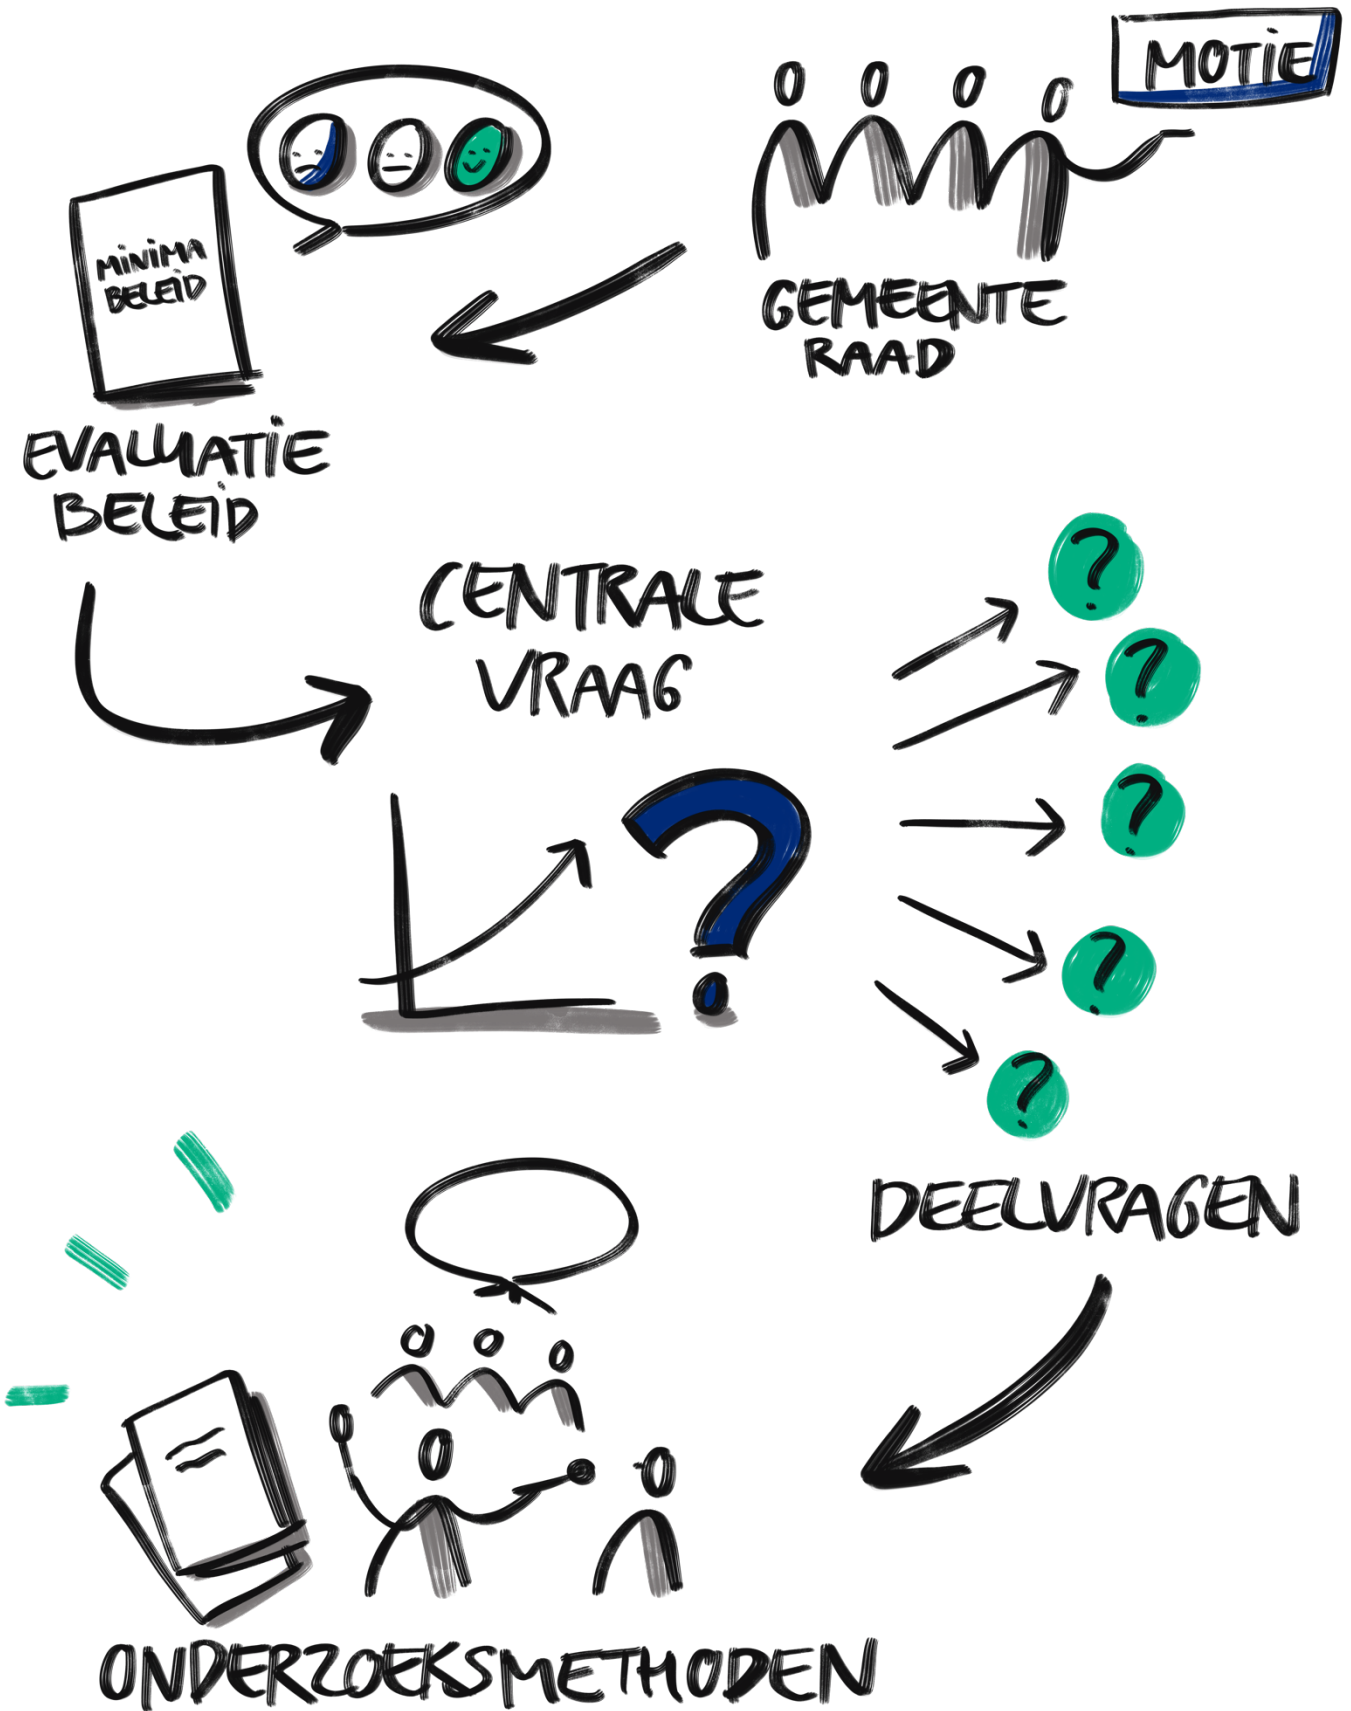 MOTIE
GEMEENTE
RAAD
MINIMA
BELEID
EVALUATIE
BELEID
CENTRALE
VRAAG
?
?
?
?
?
?
DEELVRAGEN
ONDERZOEKSMETHODEN